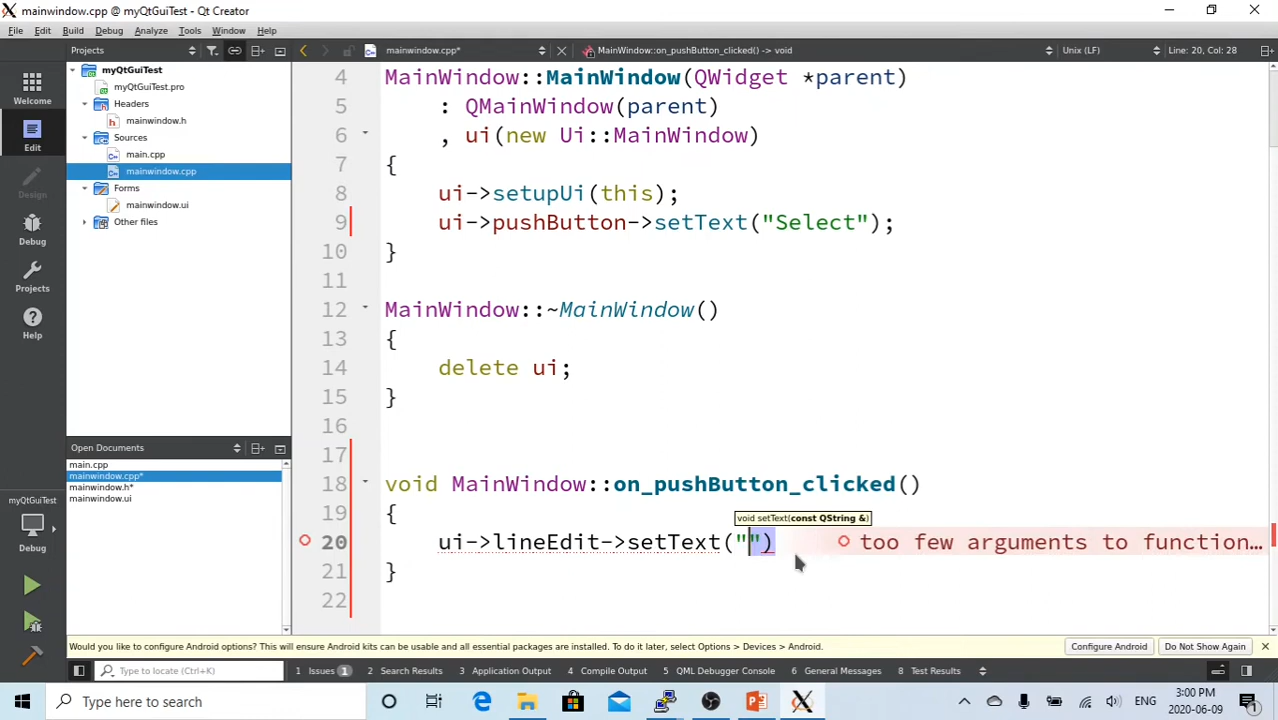 mainwindow.cpp* - Qt Creator
File Edit Build Debug Analyze Tools Window Help
Projects
mainwindow.cpp*
MainWindow::on_pushButton_clicked() -> void
Unix (LF)
Line: 20, Col: 28
Welcome
Edit
Design
Debug
Projects
Help
myQtGuiTest
Debug
myQtGuiTest
myQtGuiTest.pro
Headers
mainwindow.h
Sources
main.cpp
mainwindow.cpp
Forms
mainwindow.ui
Other files
Open Documents
main.cpp
mainwindow.cpp*
mainwindow.h*
mainwindow.ui
4 MainWindow::MainWindow(QWidget *parent)
5 : QMainWindow(parent)
6 , ui(new Ui::MainWindow)
7 {
8 ui->setupUi(this);
9 ui->pushButton->setText("Select");
10 }
11
12 MainWindow::~MainWindow()
13 {
14 delete ui;
15 }
16
17
18 void MainWindow::on_pushButton_clicked()
19 {
void setText(const QString &)
20 ui->lineEdit->setText("") too few arguments to function…
21 }
22
Would you like to configure Android options? This will ensure Android kits can be usable and all essential packages are installed. To do it later, select Options > Devices > Android.
Configure Android
Do Not Show Again
Type to locate (Ctrl+K)
1 Issues 1 2 Search Results 3 Application Output 4 Compile Output 5 QML Debugger Console 6 General Messages 8 Test Results
Type here to search
ENG
3:00 PM
2020-06-09
1